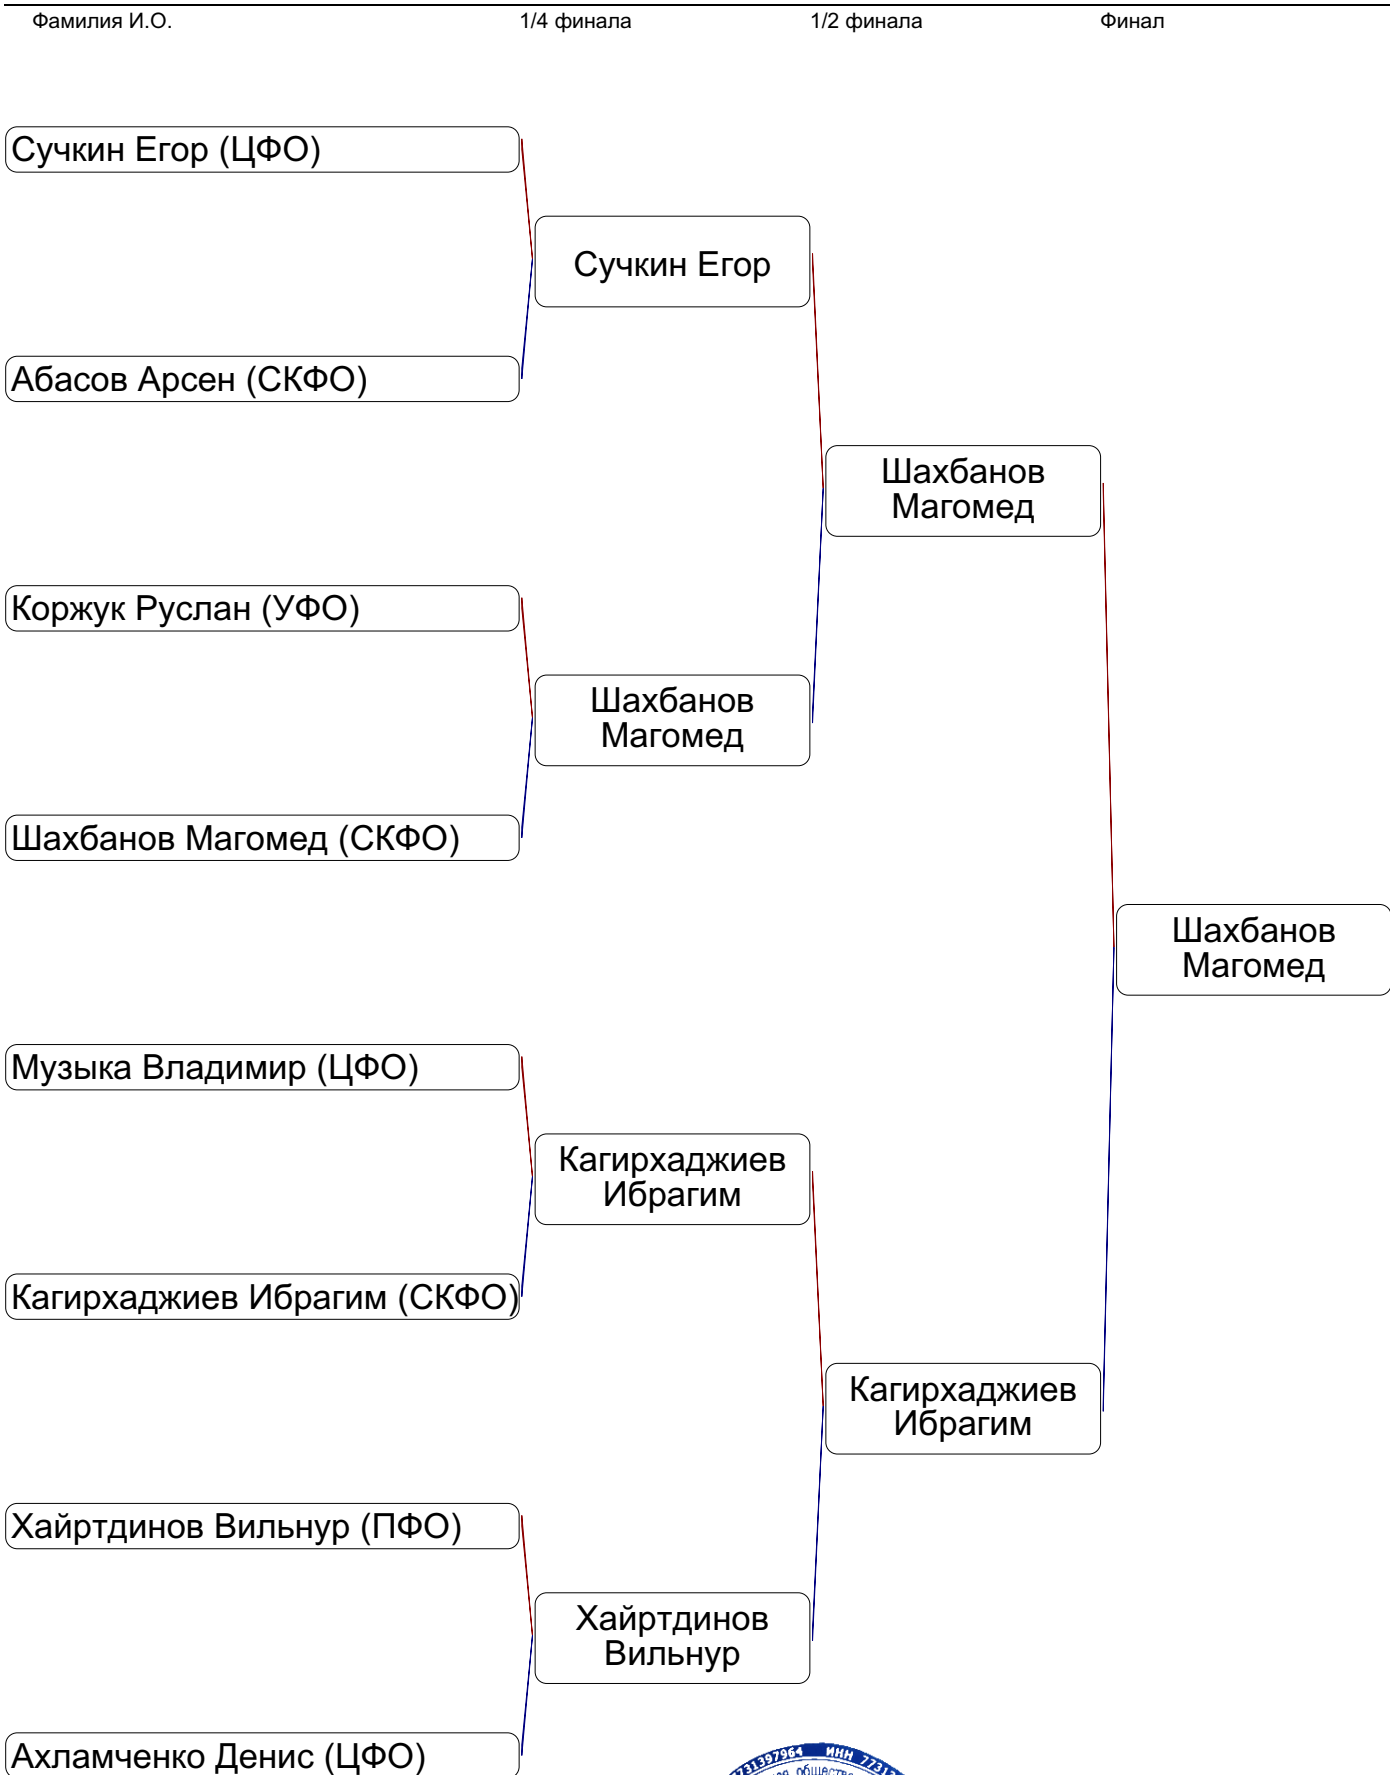 Фамилия И.О. 1/4 финала 1/2 финала Финал
Сучкин Егор (ЦФО)
Сучкин Егор
Абасов Арсен (СКФО)
Шахбанов
Магомед
Коржук Руслан (УФО)
Шахбанов
Магомед
Шахбанов Магомед (СКФО)
Шахбанов
Магомед
Музыка Владимир (ЦФО)
Кагирхаджиев
Ибрагим
Кагирхаджиев Ибрагим (СКФО)
Кагирхаджиев
Ибрагим
Хайртдинов Вильнур (ПФО)
Хайртдинов
Вильнур
Ахламченко Денис (ЦФО)